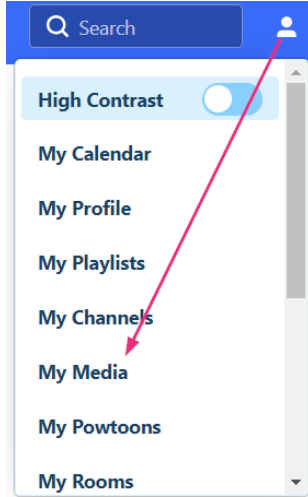 Search
High Contrast
My Calendar
My Profile
My Playlists
My Channels
My Media
My Powtoons
My Rooms